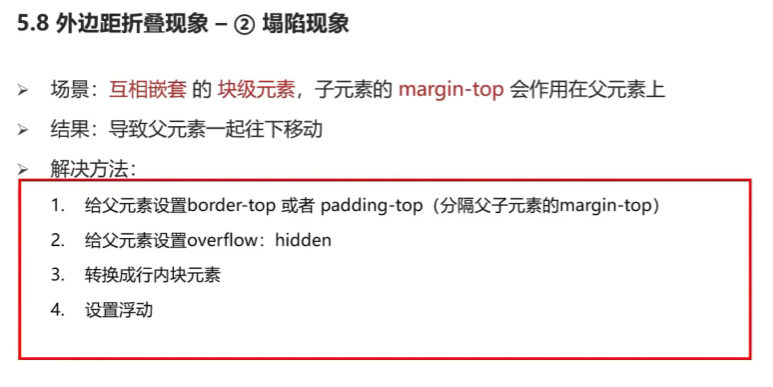 5.8 外边距折叠现象 – ② 塌陷现象
➢ 场景：互相嵌套 的 块级元素，子元素的 margin-top 会作用在父元素上
➢ 结果：导致父元素一起往下移动
➢ 解决方法：
1. 给父元素设置border-top 或者 padding-top（分隔父子元素的margin-top）
2. 给父元素设置overflow：hidden
3. 转换成行内块元素
4. 设置浮动